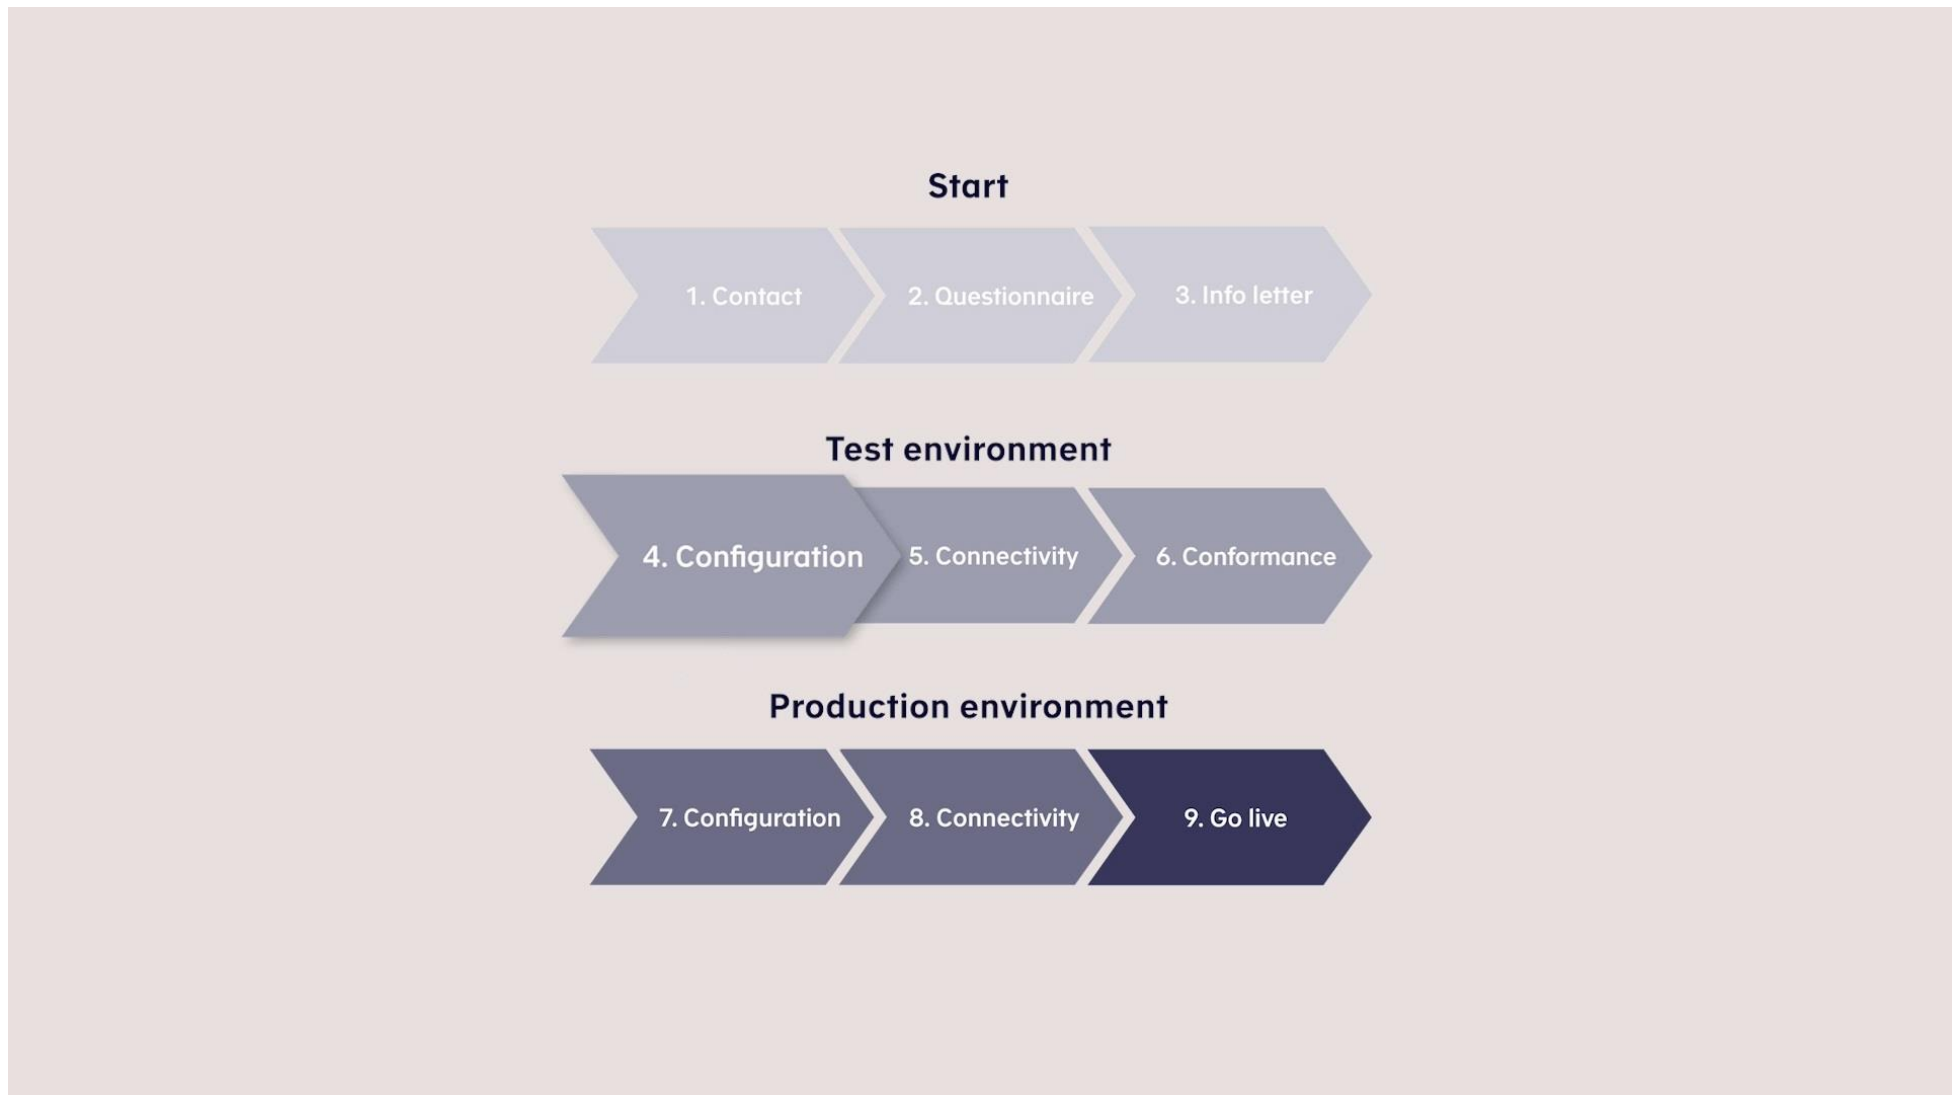 Start
1. Contact
2. Questionnaire
3. Info letter
Test environment
4. Configuration
5. Connectivity
6. Conformance
Production environment
7. Configuration
8. Connectivity
9. Go live